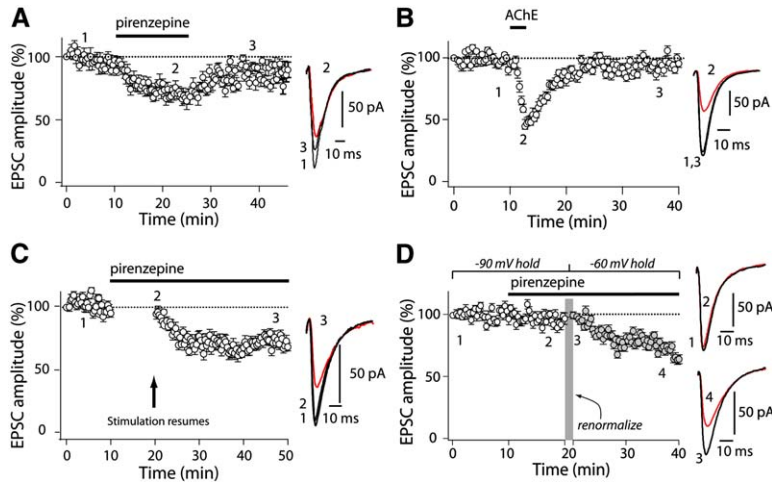 A
pirenzepine
1
2
3
EPSC amplitude (%)
100
50
0
0 10 20 30 40
Time (min)
2
3
1
50 pA
10 ms
B
AChE
1
2
3
EPSC amplitude (%)
100
50
0
0 10 20 30 40
Time (min)
2
1,3
50 pA
10 ms
C
pirenzepine
1
2
3
EPSC amplitude (%)
100
50
0
Stimulation resumes
0 10 20 30 40 50
Time (min)
3
2
1
50 pA
10 ms
D
-90 mV hold
-60 mV hold
pirenzepine
1
2
3
4
EPSC amplitude (%)
100
50
0
renormalize
0 10 20 30 40
Time (min)
2
1
50 pA
10 ms
4
3
50 pA
10 ms